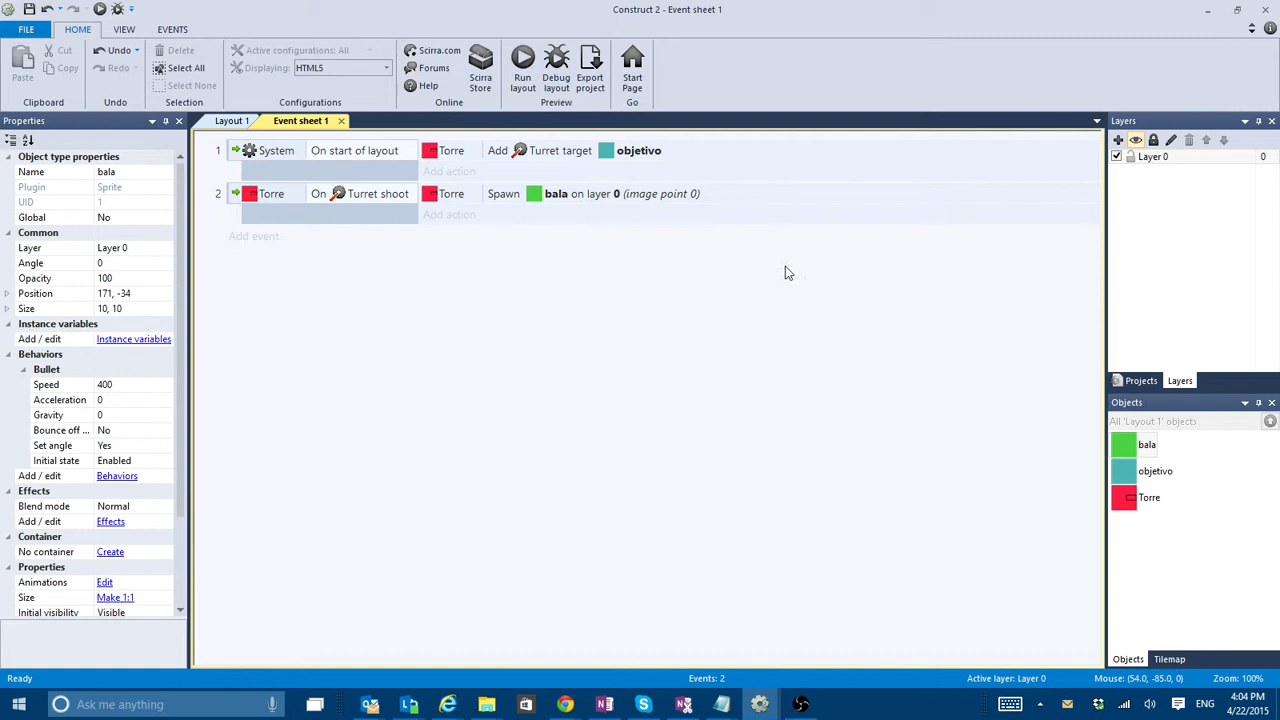 Construct 2 - Event sheet 1
FILE HOME VIEW EVENTS
Paste Cut Copy Clipboard
Undo Redo Undo
Delete Select All Select None Selection
Active configurations: All
Displaying: HTML5
Configurations
Scirra.com Forums Help Scirra Store Online
Run layout Debug layout Export project Preview
Start Page Go
Properties
Layout 1 Event sheet 1
Layers
Object type properties
Name bala
Plugin Sprite
UID 1
Global No
Common
Layer Layer 0
Angle 0
Opacity 100
Position 171, -34
Size 10, 10
Instance variables
Add / edit Instance variables
Behaviors
Bullet
Speed 400
Acceleration 0
Gravity 0
Bounce off ... No
Set angle Yes
Initial state Enabled
Add / edit Behaviors
Effects
Blend mode Normal
Add / edit Effects
Container
No container Create
Properties
Animations Edit
Size Make 1:1
Initial visibility Visible
1 System On start of layout Torre Add Turret target objetivo
Add action
2 Torre On Turret shoot Torre Spawn bala on layer 0 (image point 0)
Add action
Add event
Layer 0 0
Projects Layers
Objects
All 'Layout 1' objects
bala
objetivo
Torre
Objects Tilemap
Ready Events: 2 Active layer: Layer 0 Mouse: (54.0, -85.0, 0) Zoom: 100%
Ask me anything
ENG 4:04 PM
4/22/2015